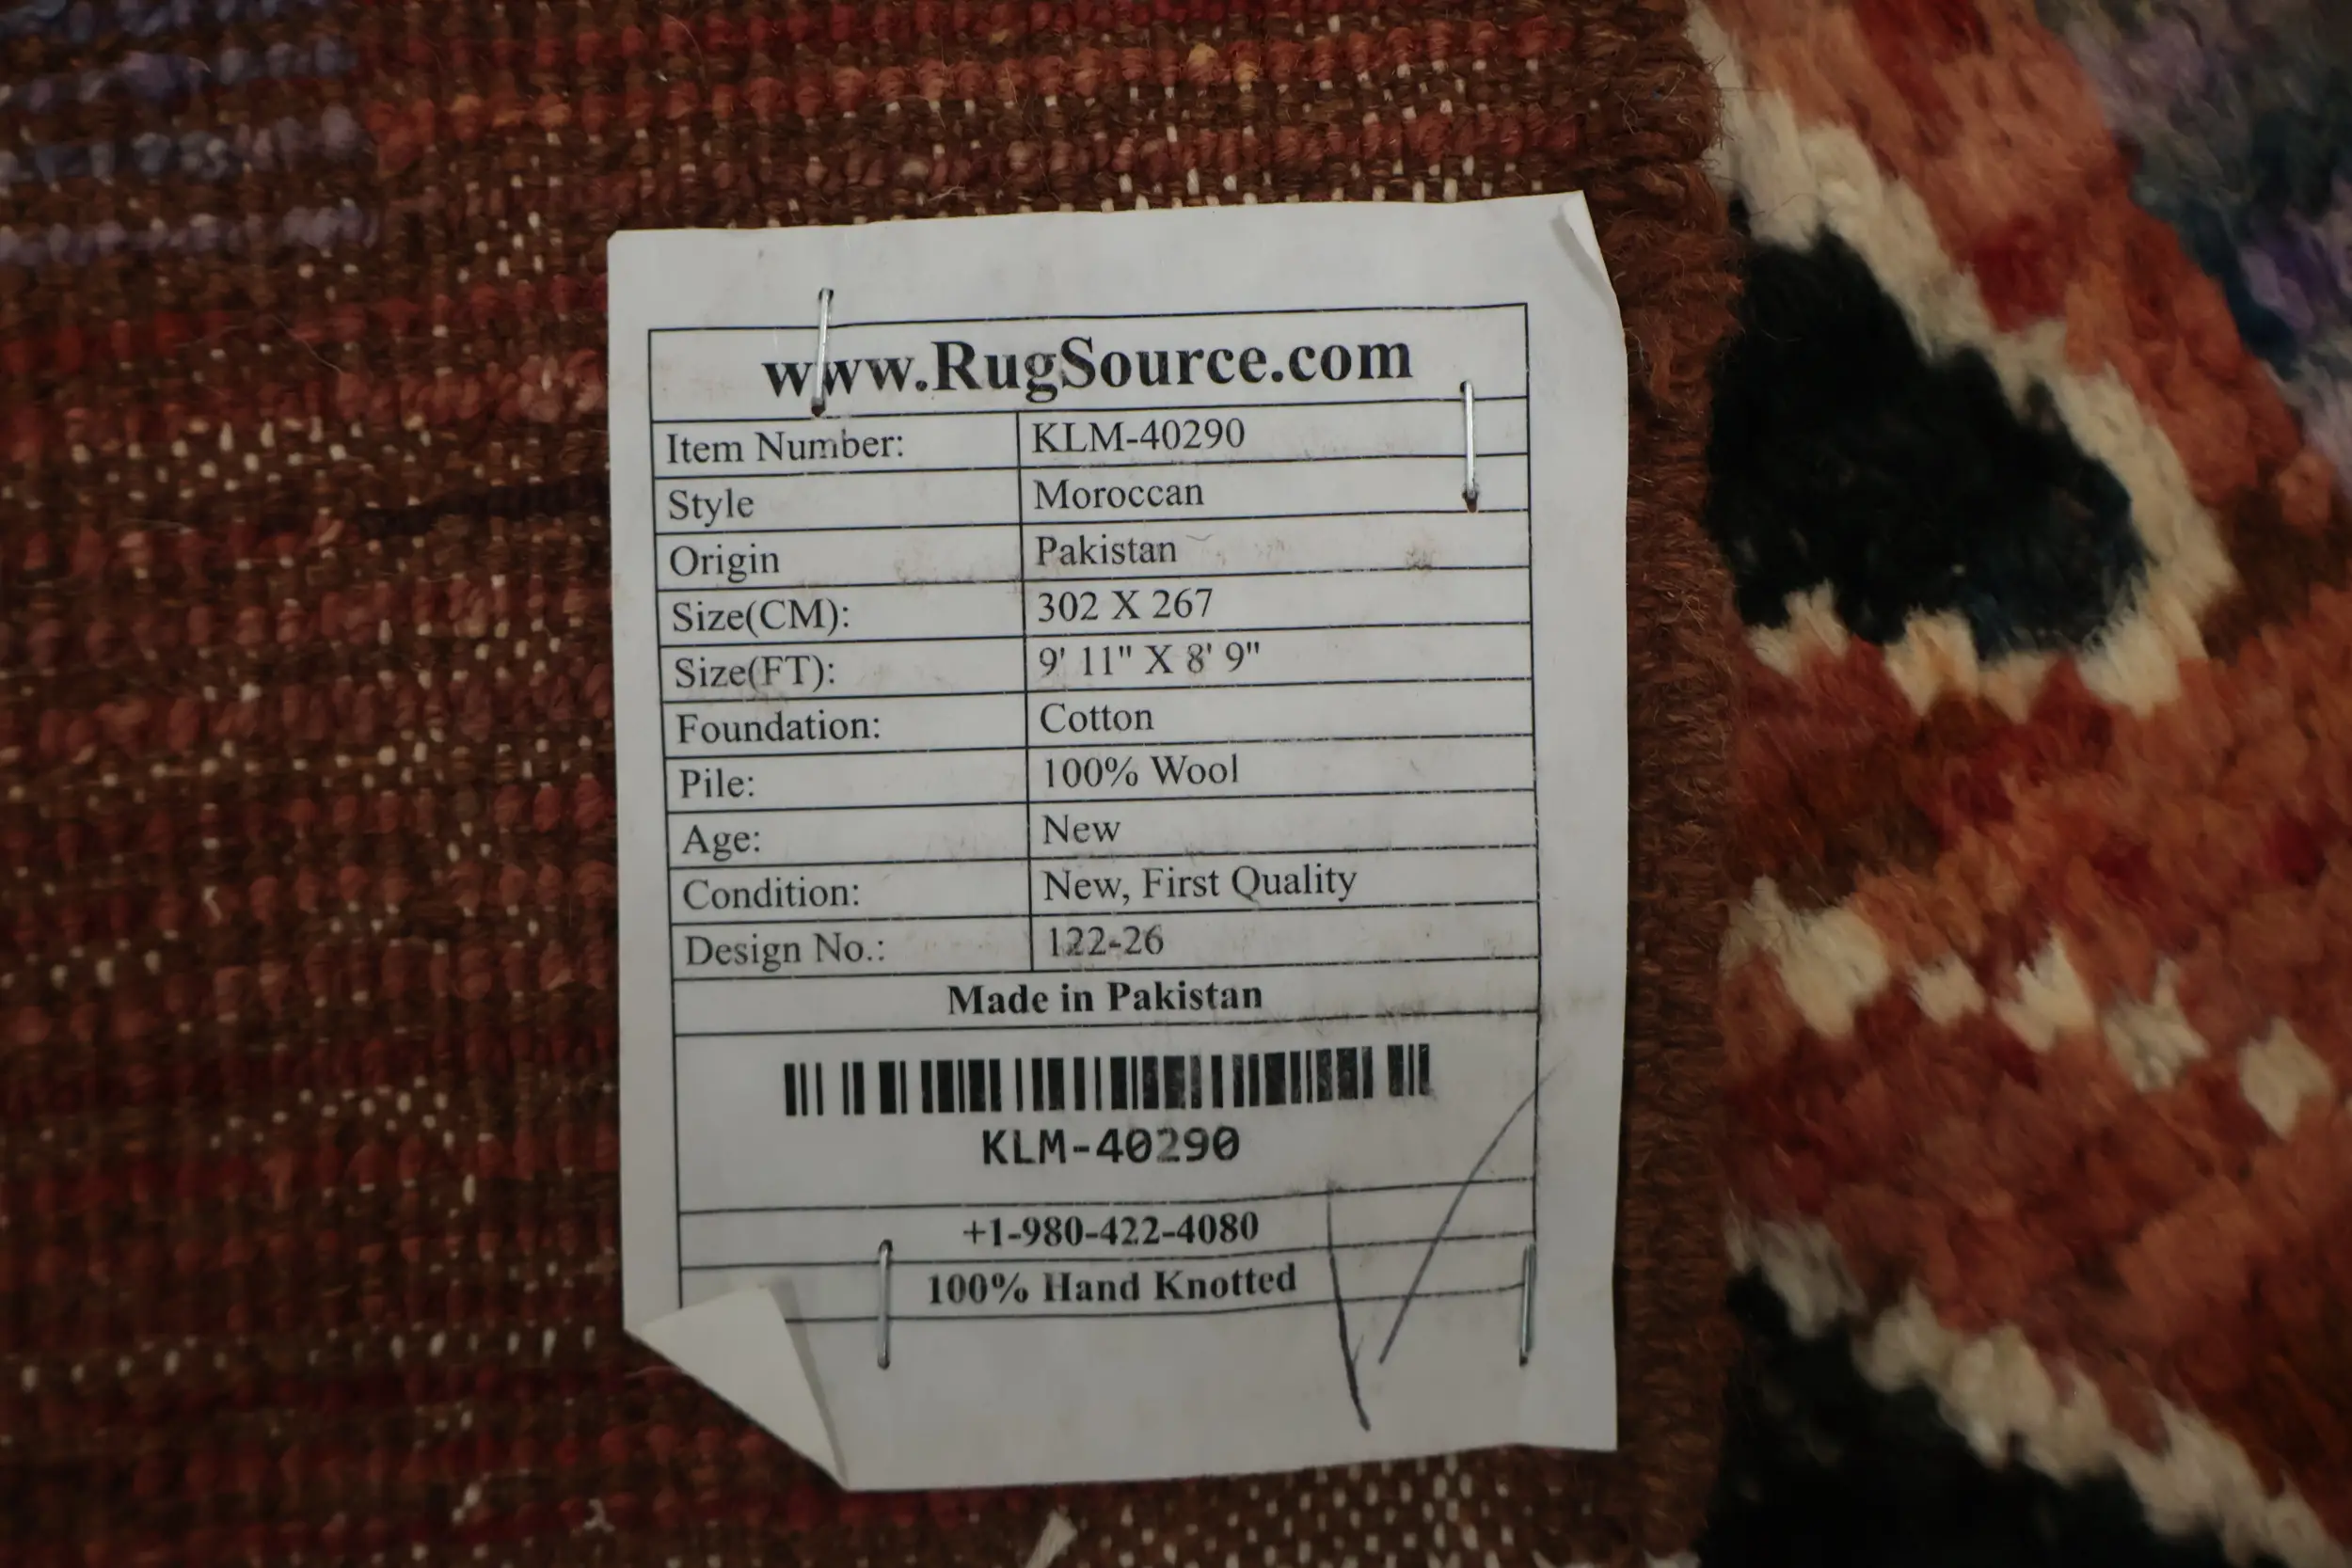 www.RugSource.com
Item Number: KLM-40290
Style Moroccan
Origin Pakistan
Size(CM): 302 X 267
Size(FT): 9' 11" X 8' 9"
Foundation: Cotton
Pile: 100% Wool
Age: New
Condition: New, First Quality
Design No.: 122-26
Made in Pakistan
KLM-40290
+1-980-422-4080
100% Hand Knotted